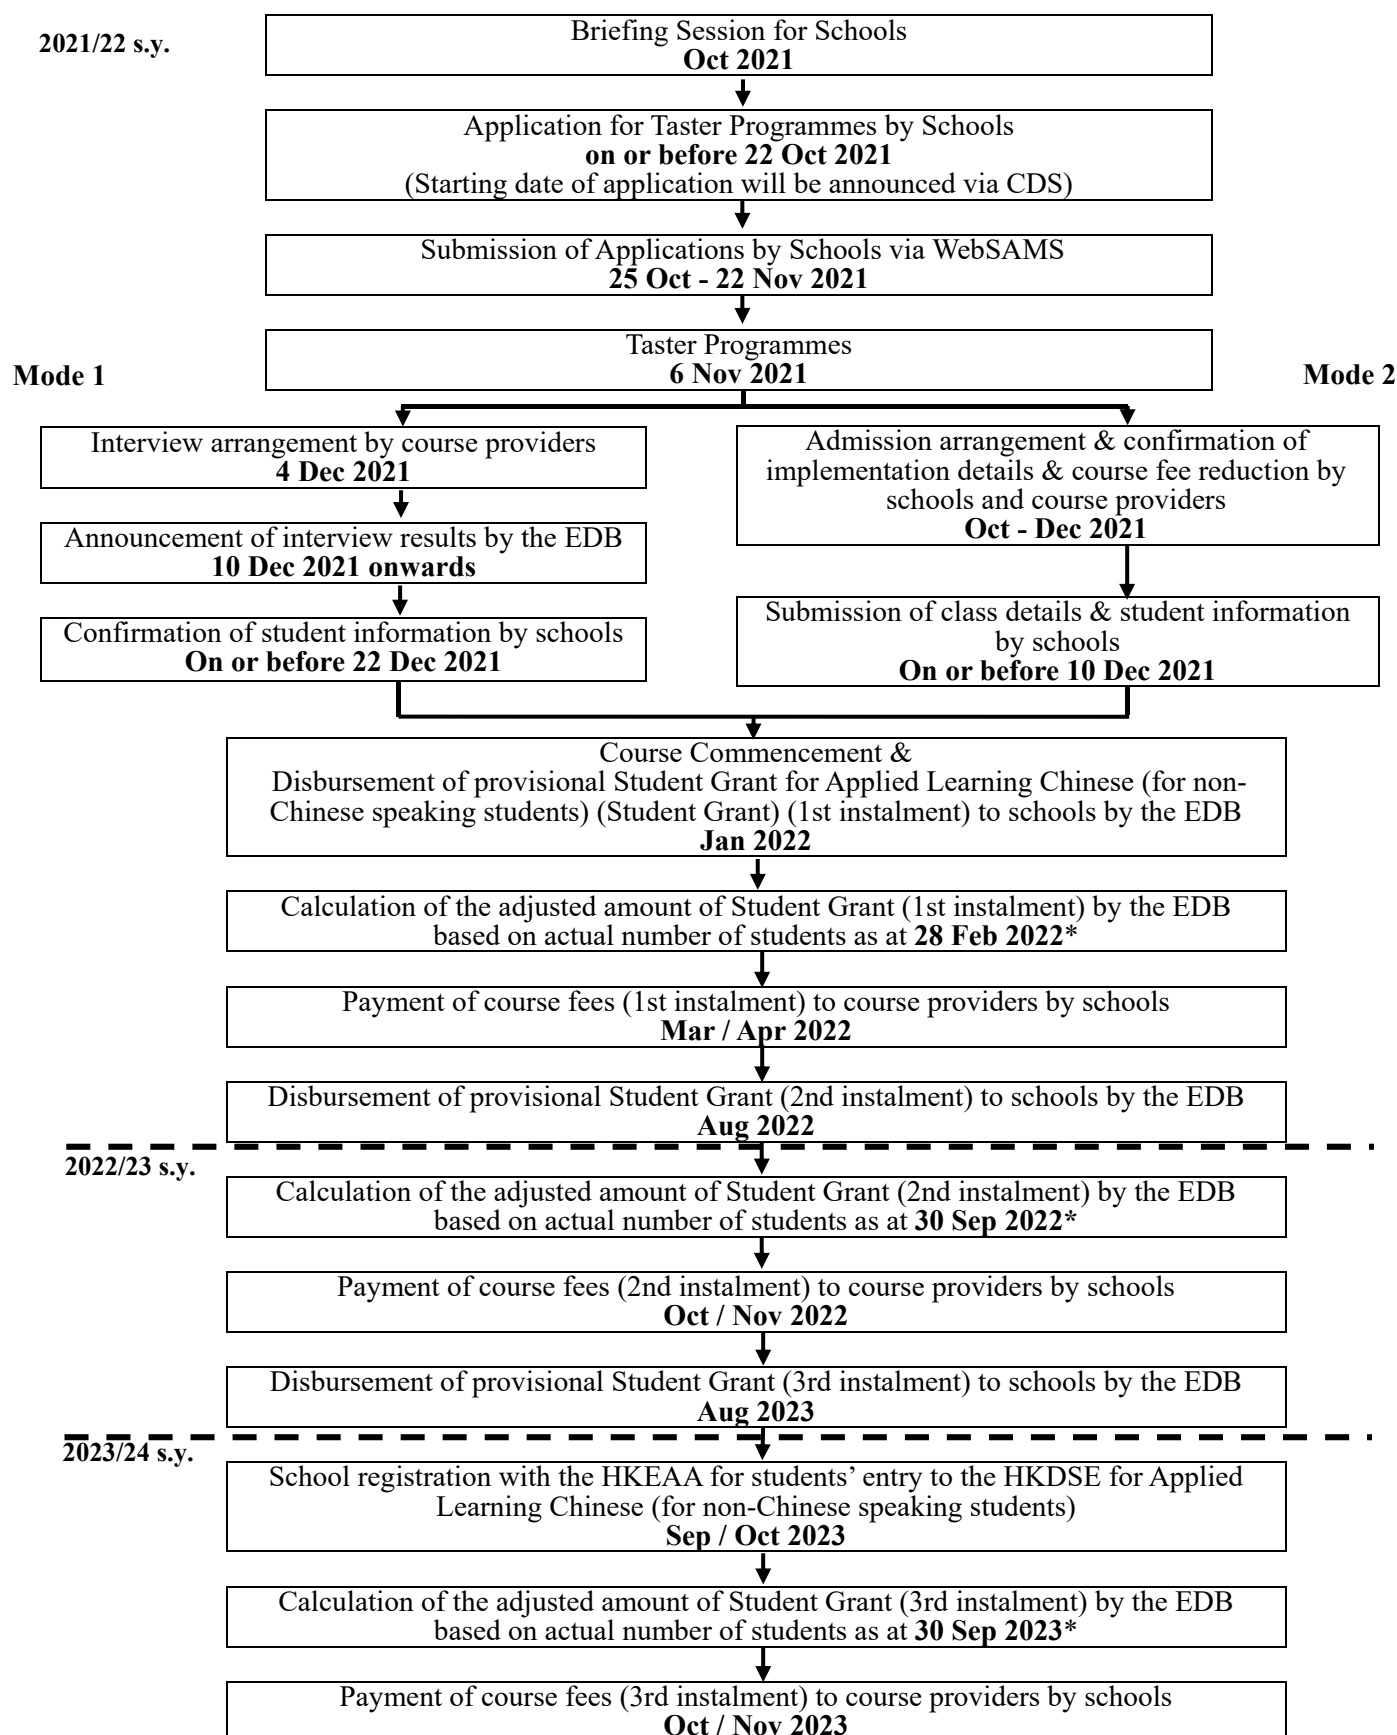 2021/22 s.y.
Briefing Session for Schools
Oct 2021
Application for Taster Programmes by Schools
on or before 22 Oct 2021
(Starting date of application will be announced via CDS)
Submission of Applications by Schools via WebSAMS
25 Oct - 22 Nov 2021
Taster Programmes
6 Nov 2021
Mode 1
Mode 2
Interview arrangement by course providers
4 Dec 2021
Announcement of interview results by the EDB
10 Dec 2021 onwards
Confirmation of student information by schools
On or before 22 Dec 2021
Admission arrangement & confirmation of
implementation details & course fee reduction by
schools and course providers
Oct - Dec 2021
Submission of class details & student information
by schools
On or before 10 Dec 2021
Course Commencement &
Disbursement of provisional Student Grant for Applied Learning Chinese (for non-
Chinese speaking students) (Student Grant) (1st instalment) to schools by the EDB
Jan 2022
Calculation of the adjusted amount of Student Grant (1st instalment) by the EDB
based on actual number of students as at 28 Feb 2022*
Payment of course fees (1st instalment) to course providers by schools
Mar / Apr 2022
Disbursement of provisional Student Grant (2nd instalment) to schools by the EDB
Aug 2022
2022/23 s.y.
Calculation of the adjusted amount of Student Grant (2nd instalment) by the EDB
based on actual number of students as at 30 Sep 2022*
Payment of course fees (2nd instalment) to course providers by schools
Oct / Nov 2022
Disbursement of provisional Student Grant (3rd instalment) to schools by the EDB
Aug 2023
2023/24 s.y.
School registration with the HKEAA for students’ entry to the HKDSE for Applied
Learning Chinese (for non-Chinese speaking students)
Sep / Oct 2023
Calculation of the adjusted amount of Student Grant (3rd instalment) by the EDB
based on actual number of students as at 30 Sep 2023*
Payment of course fees (3rd instalment) to course providers by schools
Oct / Nov 2023